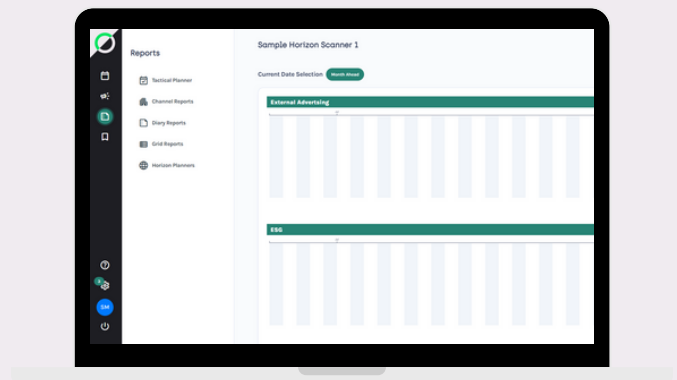 Reports
Tactical Planner
Channel Reports
Diary Reports
Grid Reports
Horizon Planners
SM
Sample Horizon Scanner 1
Current Date Selection Month Ahead
External Advertsing
ESG